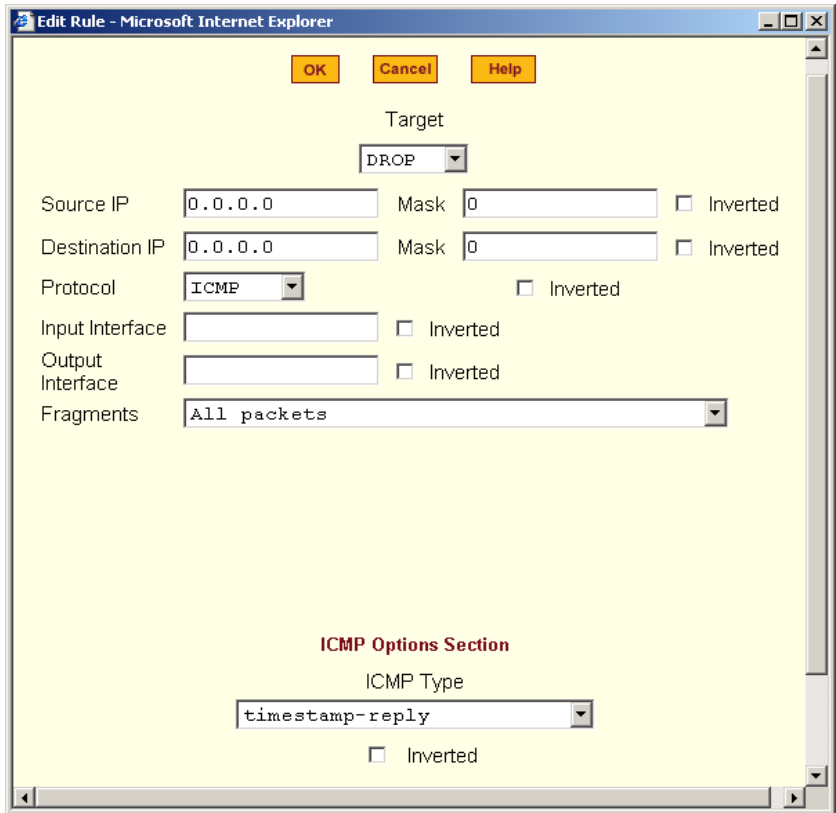 Edit Rule - Microsoft Internet Explorer
OK Cancel Help
Target
DROP
Source IP 0.0.0.0 Mask 0 Inverted
Destination IP 0.0.0.0 Mask 0 Inverted
Protocol ICMP Inverted
Input Interface Inverted
Output
Interface Inverted
Fragments All packets
ICMP Options Section
ICMP Type
timestamp-reply
Inverted